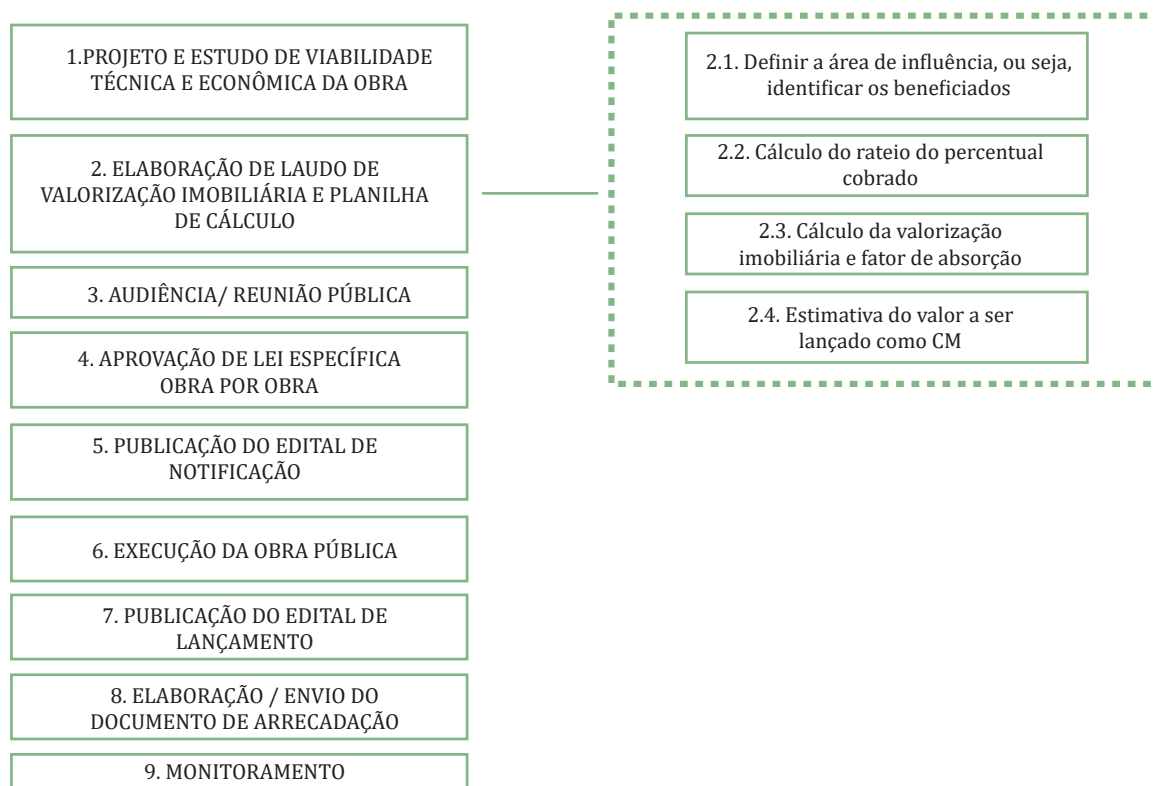 1.PROJETO E ESTUDO DE VIABILIDADE
TÉCNICA E ECONÔMICA DA OBRA
2. ELABORAÇÃO DE LAUDO DE
VALORIZAÇÃO IMOBILIÁRIA E PLANILHA
DE CÁLCULO
3. AUDIÊNCIA/ REUNIÃO PÚBLICA
4. APROVAÇÃO DE LEI ESPECÍFICA
OBRA POR OBRA
5. PUBLICAÇÃO DO EDITAL DE
NOTIFICAÇÃO
6. EXECUÇÃO DA OBRA PÚBLICA
7. PUBLICAÇÃO DO EDITAL DE
LANÇAMENTO
8. ELABORAÇÃO / ENVIO DO
DOCUMENTO DE ARRECADAÇÃO
9. MONITORAMENTO
2.1. Definir a área de influência, ou seja,
identificar os beneficiados
2.2. Cálculo do rateio do percentual
cobrado
2.3. Cálculo da valorização
imobiliária e fator de absorção
2.4. Estimativa do valor a ser
lançado como CM